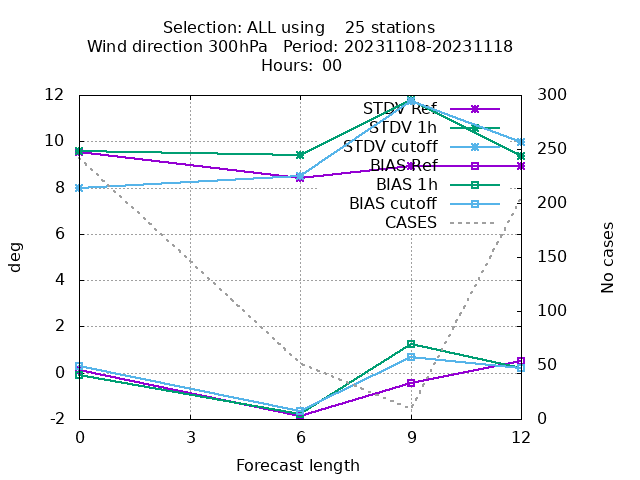 Selection: ALL using    25 stations
Wind direction 300hPa   Period: 20231108-20231118
Hours: 00
STDV Ref
STDV 1h
STDV cutoff
BIAS Ref
BIAS 1h
BIAS cutoff
CASES
deg
12
10
8
6
4
2
0
-2
No cases
300
250
200
150
100
50
0
0 3 6 9 12
Forecast length